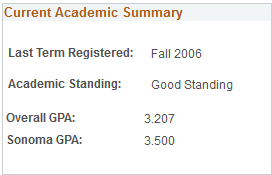 Current Academic Summary
Last Term Registered: Fall 2006
Academic Standing: Good Standing
Overall GPA: 3.207
Sonoma GPA: 3.500